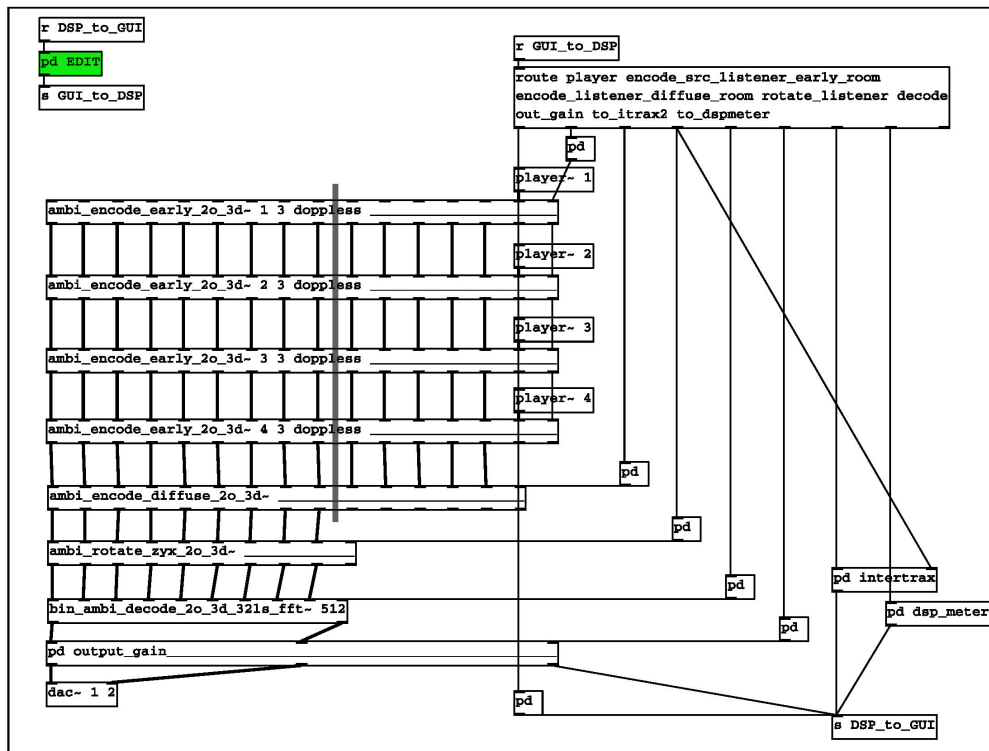 r DSP_to_GUI
pd EDIT
s GUI_to_DSP
r GUI_to_DSP
route player encode_src_listener_early_room
encode_listener_diffuse_room rotate_listener decode
out_gain to_itrax2 to_dspmeter
pd
player~ 1
ambi_encode_early_2o_3d~ 1 3 doppless
player~ 2
ambi_encode_early_2o_3d~ 2 3 doppless
player~ 3
ambi_encode_early_2o_3d~ 3 3 doppless
player~ 4
ambi_encode_early_2o_3d~ 4 3 doppless
pd
ambi_encode_diffuse_2o_3d~
pd
ambi_rotate_zyx_2o_3d~
pd
pd intertrax
bin_ambi_decode_2o_3d_32ls_fft~ 512
pd dsp_meter
pd
pd output_gain
dac~ 1 2
pd
s DSP_to_GUI